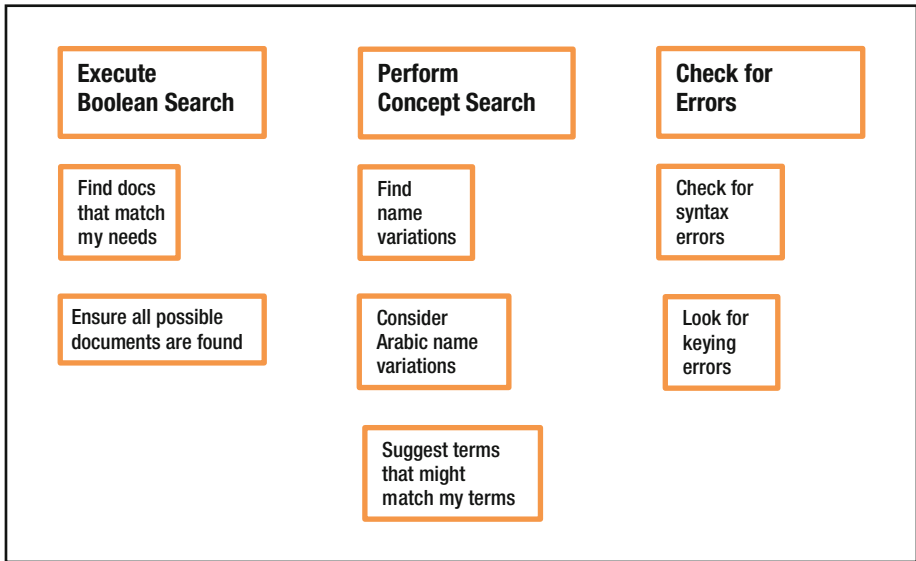 Execute
Boolean Search
Find docs
that match
my needs
Ensure all possible
documents are found
Perform
Concept Search
Find
name
variations
Consider
Arabic name
variations
Suggest terms
that might
match my terms
Check for
Errors
Check for
syntax
errors
Look for
keying
errors